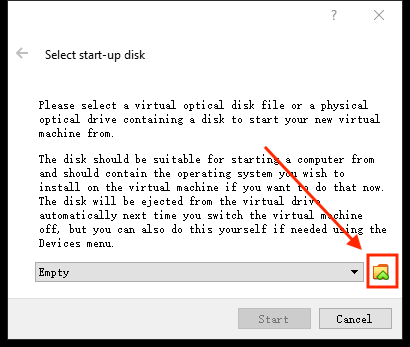 ?
Select start-up disk
Please select a virtual optical disk file or a physical
optical drive containing a disk to start your new virtual
machine from.
The disk should be suitable for starting a computer from
and should contain the operating system you wish to
install on the virtual machine if you want to do that now.
The disk will be ejected from the virtual drive
automatically next time you switch the virtual machine
off, but you can also do this yourself if needed using the
Devices menu.
Empty
Start
Cancel